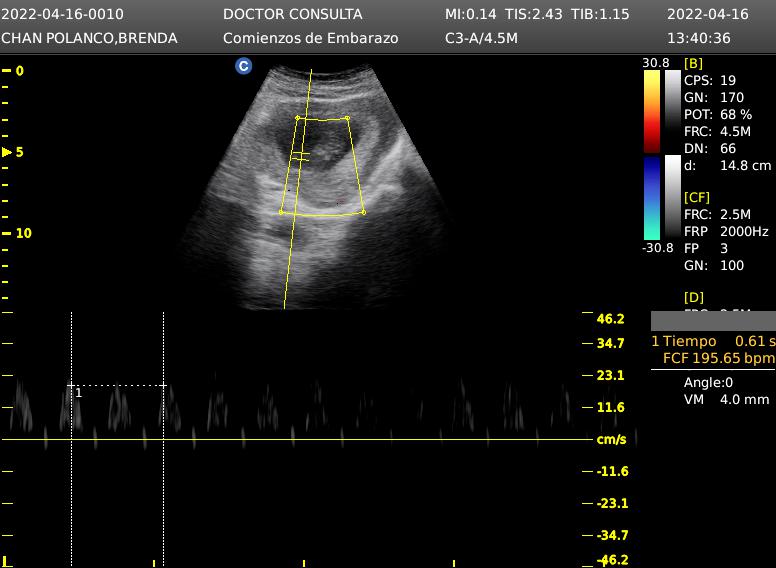 2022-04-16-0010 DOCTOR CONSULTA MI:0.14 TIS:2.43 TIB:1.15 2022-04-16
CHAN POLANCO,BRENDA Comienzos de Embarazo C3-A/4.5M 13:40:36
C
0
5
10
30.8
-30.8
[B]
CPS: 19
GN: 170
POT: 68 %
FRC: 4.5M
DN: 66
d: 14.8 cm
[CF]
FRC: 2.5M
FRP 2000Hz
FP 3
GN: 100
[D]
1 Tiempo 0.61 s
FCF 195.65 bpm
Angle:0
VM 4.0 mm
46.2
34.7
23.1
11.6
cm/s
-11.6
-23.1
-34.7
-46.2
1